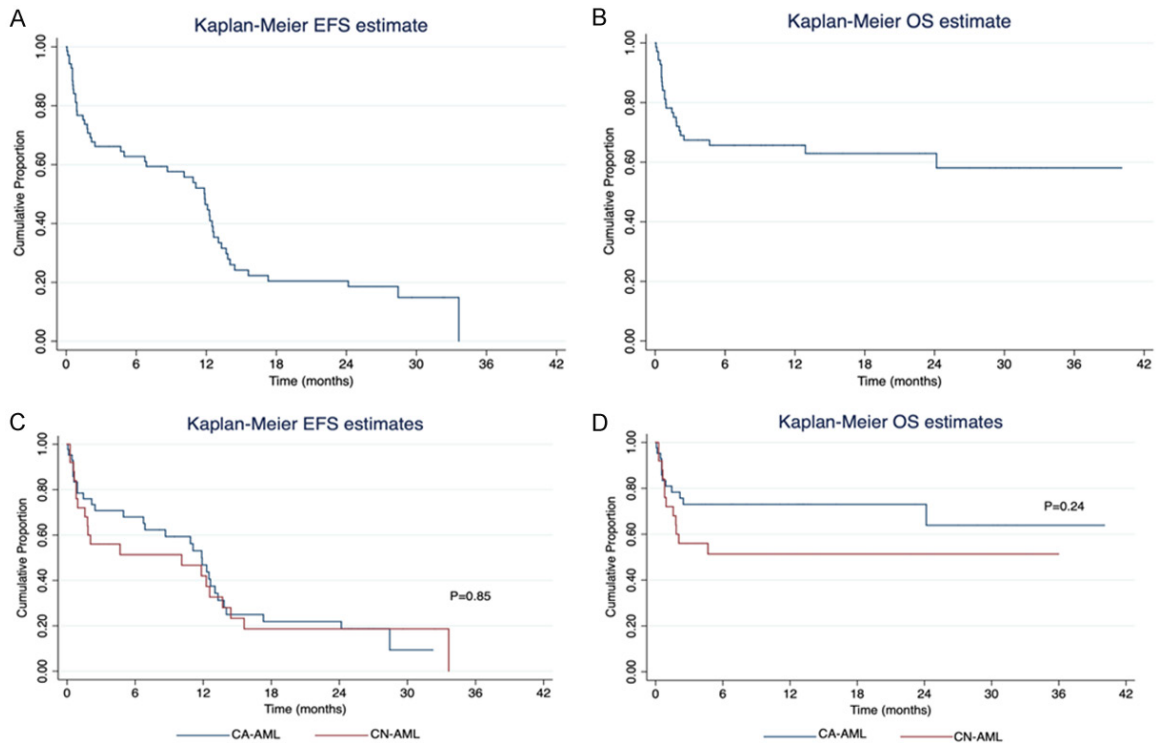 A
Kaplan-Meier EFS estimate
Cumulative Proportion
1.00
0.80
0.60
0.40
0.20
0.00
0 6 12 18 24 30 36 42
Time (months)
B
Kaplan-Meier OS estimate
Cumulative Proportion
1.00
0.80
0.60
0.40
0.20
0.00
0 6 12 18 24 30 36 42
Time (months)
C
Kaplan-Meier EFS estimates
Cumulative Proportion
1.00
0.80
0.60
0.40
0.20
0.00
P=0.85
0 6 12 18 24 30 36 42
Time (months)
CA-AML CN-AML
D
Kaplan-Meier OS estimates
Cumulative Proportion
1.00
0.80
0.60
0.40
0.20
0.00
P=0.24
0 6 12 18 24 30 36 42
Time (months)
CA-AML CN-AML